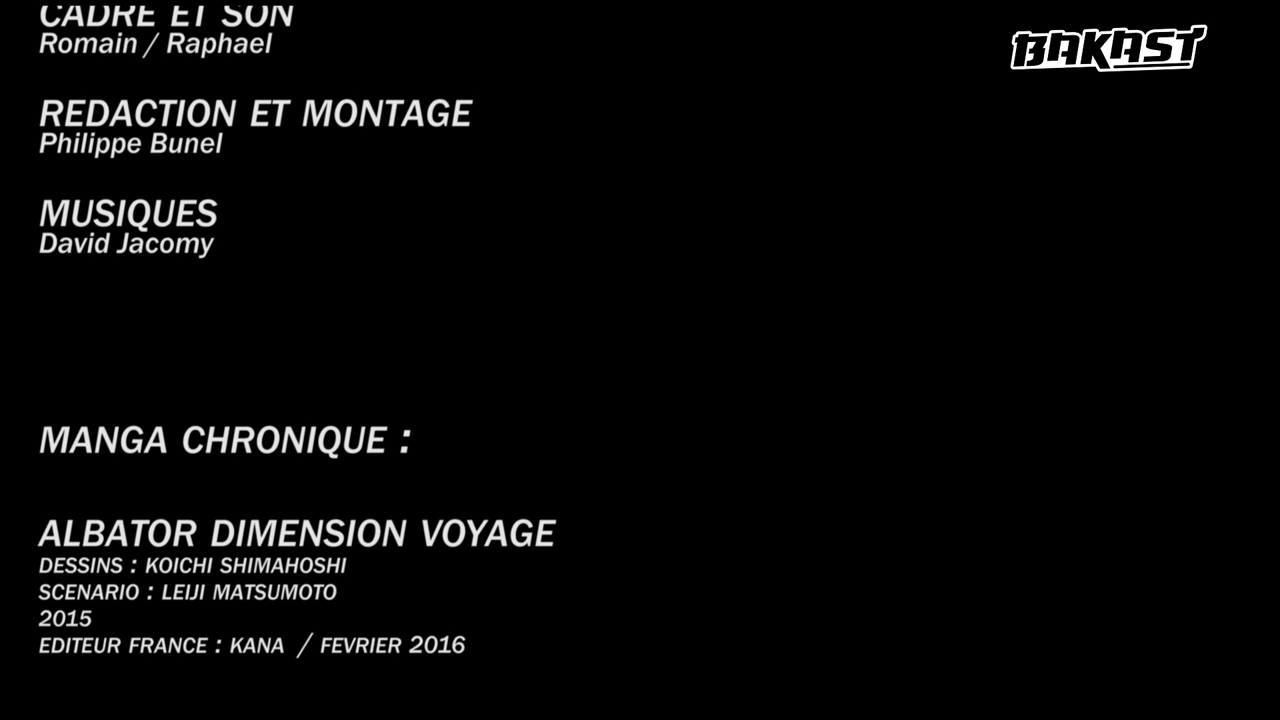 CADRE ET SON
Romain / Raphael
BAKAST
REDACTION ET MONTAGE
Philippe Bunel
MUSIQUES
David Jacomy
MANGA CHRONIQUE :
ALBATOR DIMENSION VOYAGE
DESSINS : KOICHI SHIMAHOSHI
SCENARIO : LEIJI MATSUMOTO
2015
EDITEUR FRANCE : KANA / FEVRIER 2016